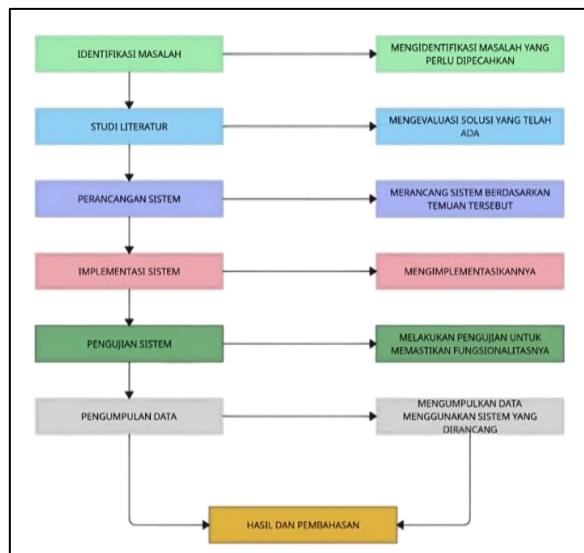 IDENTIFIKASI MASALAH
MENGIDENTIFIKASI MASALAH YANG
PERLU DIPECAHKAN
STUDI LITERATUR
MENGEVALUASI SOLUSI YANG TELAH
ADA
PERANCANGAN SISTEM
MERANCANG SISTEM BERDASARKAN
TEMUAN TERSEBUT
IMPLEMENTASI SISTEM
MENGIMPLEMENTASIKANNYA
PENGUJIAN SISTEM
MELAKUKAN PENGUJIAN UNTUK
MEMASTIKAN FUNGSIONALITASNYA
PENGUMPULAN DATA
MENGUMPULKAN DATA
MENGGUNAKAN SISTEM YANG
DIRANCANG
HASIL DAN PEMBAHASAN